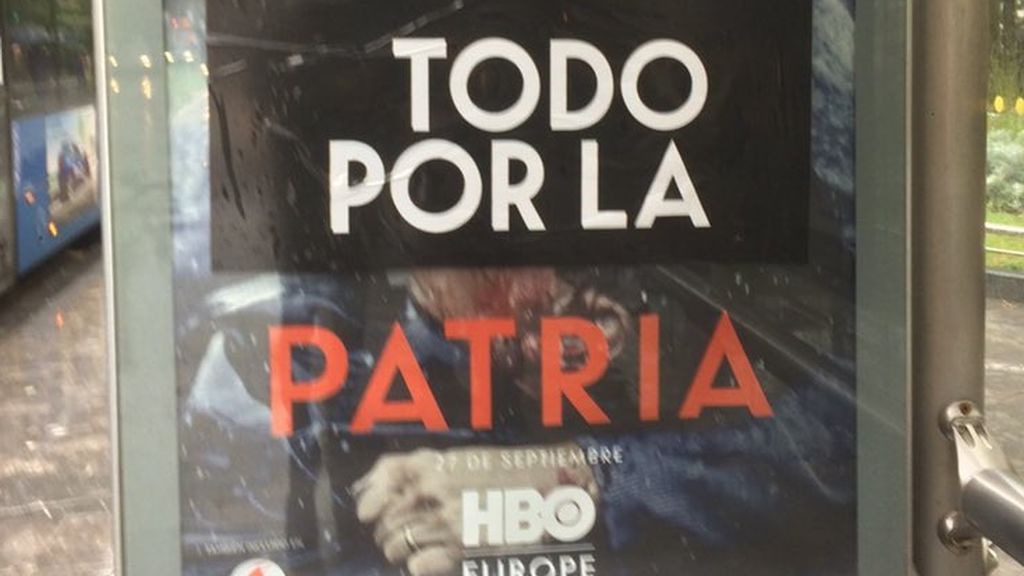 TODO
POR LA
PATRIA
27 DE SEPTIEMBRE
HBO
EUROPE